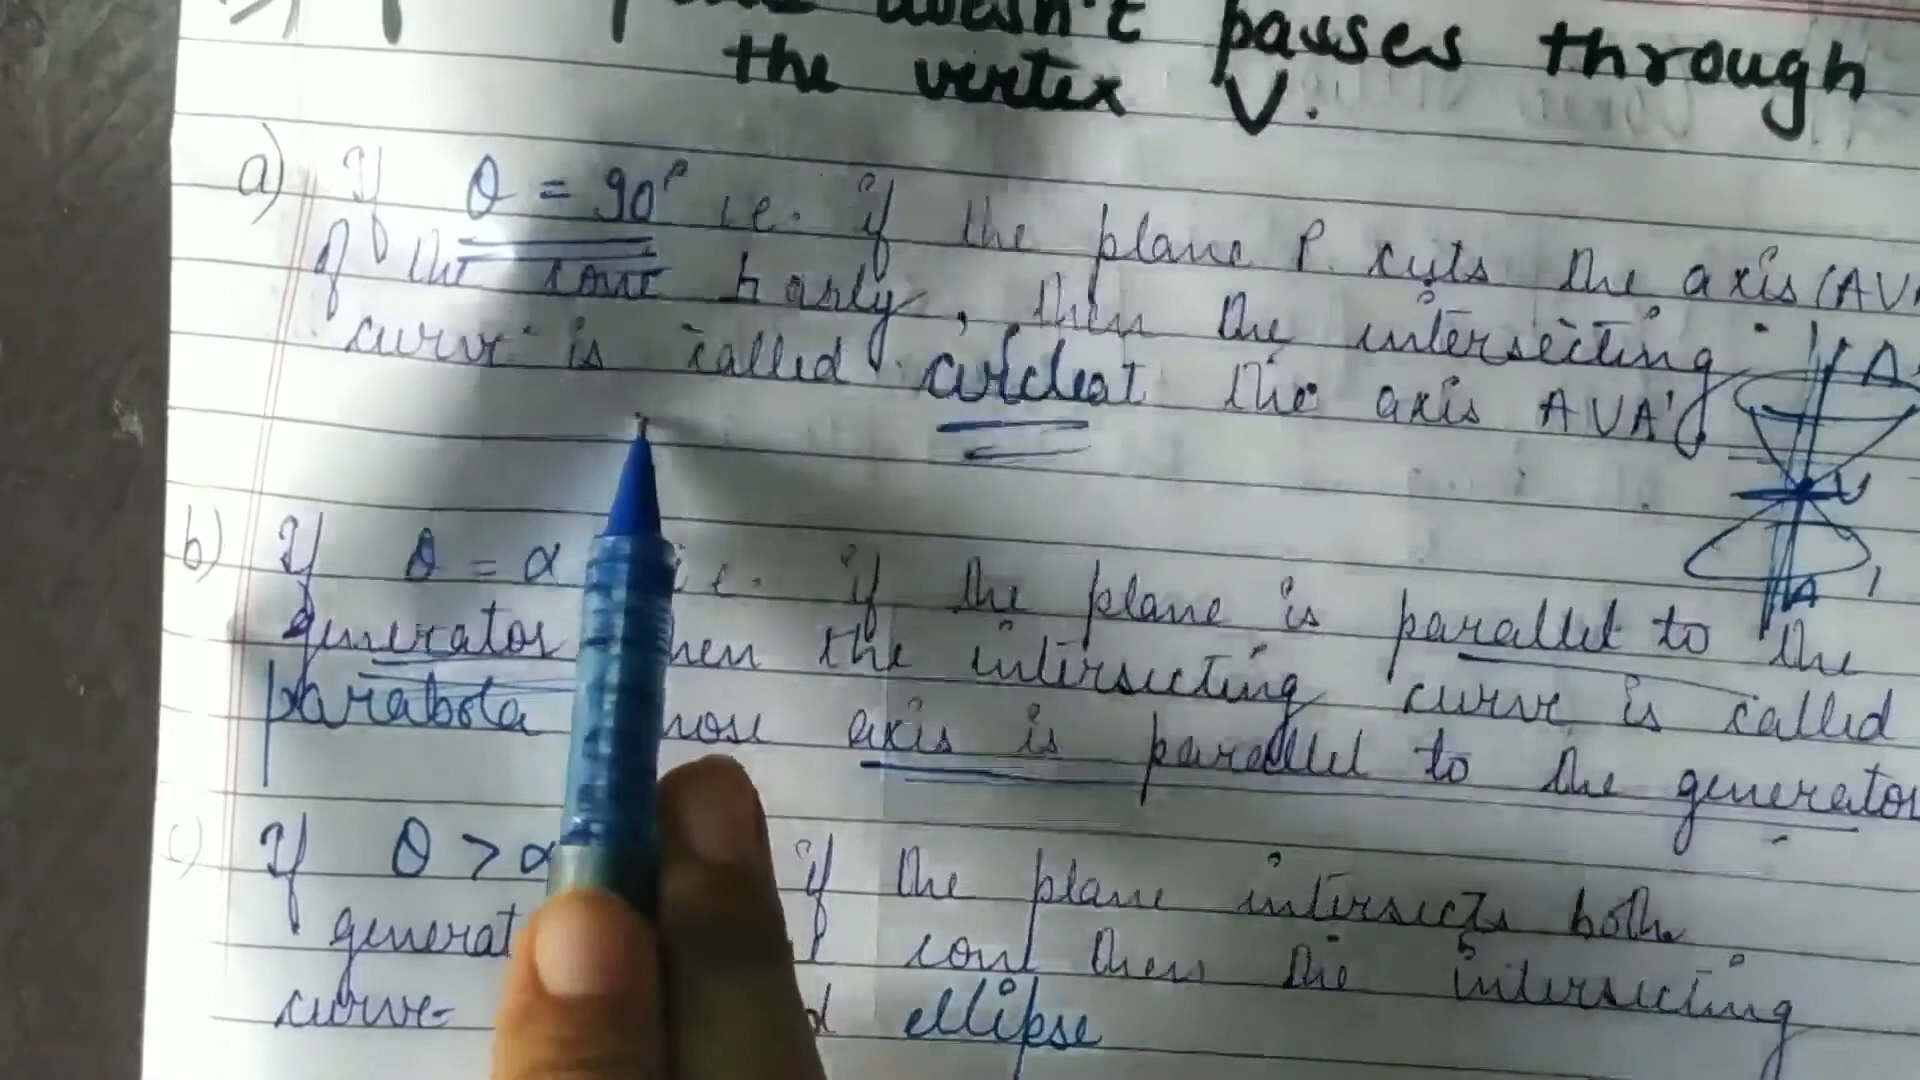 doesn't passes through
the vertex V.
a) If θ = 90° i.e. if the plane P. cuts the axis (AVA
of the cone, then the intersecting
curve is called circle at the axis AVA'
A
V
A'
b) If θ = α i.e. if the plane is parallel to the
generator then the intersecting curve is called
parabola whose axis is parallel to the generator
c) If θ > α if the plane intersects both
generat cone then the intersecting
curve ellipse